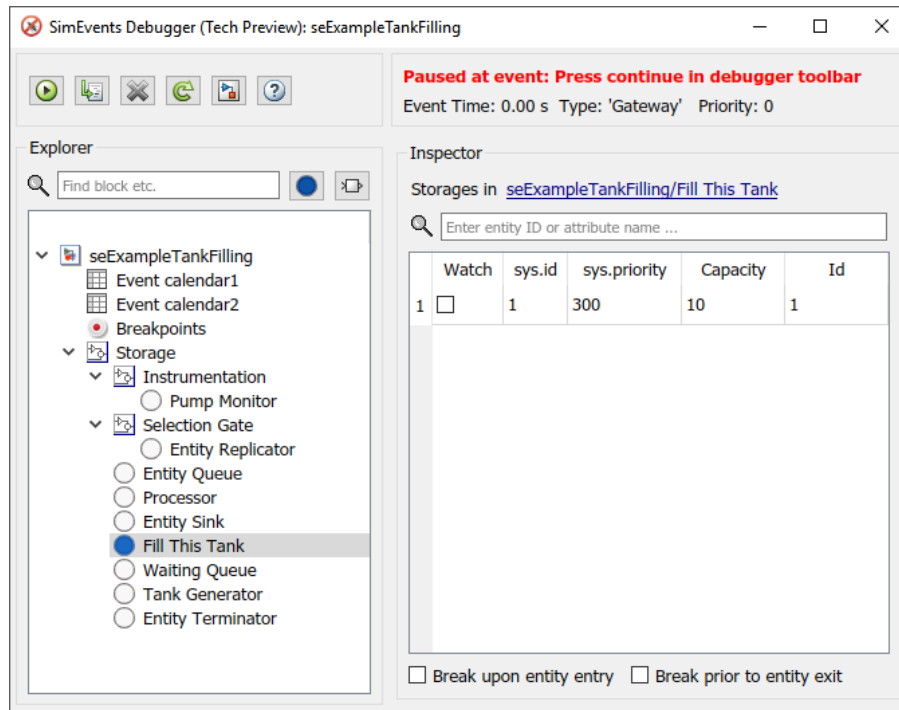 SimEvents Debugger (Tech Preview): seExampleTankFilling
Paused at event: Press continue in debugger toolbar
Event Time: 0.00 s Type: 'Gateway' Priority: 0
Explorer
Find block etc.
seExampleTankFilling
Event calendar1
Event calendar2
Breakpoints
Storage
Instrumentation
Pump Monitor
Selection Gate
Entity Replicator
Entity Queue
Processor
Entity Sink
Fill This Tank
Waiting Queue
Tank Generator
Entity Terminator
Inspector
Storages in seExampleTankFilling/Fill This Tank
Enter entity ID or attribute name ...
Watch sys.id sys.priority Capacity Id
1 1 300 10 1
Break upon entity entry Break prior to entity exit